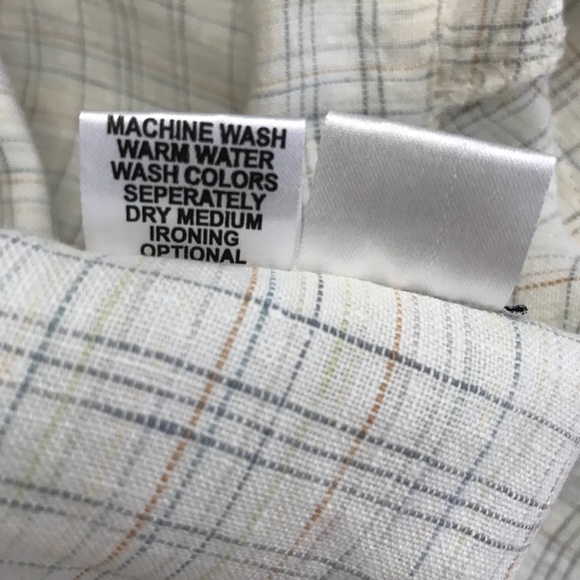 MACHINE WASH
WARM WATER
WASH COLORS
SEPERATELY
DRY MEDIUM
IRONING
OPTIONAL